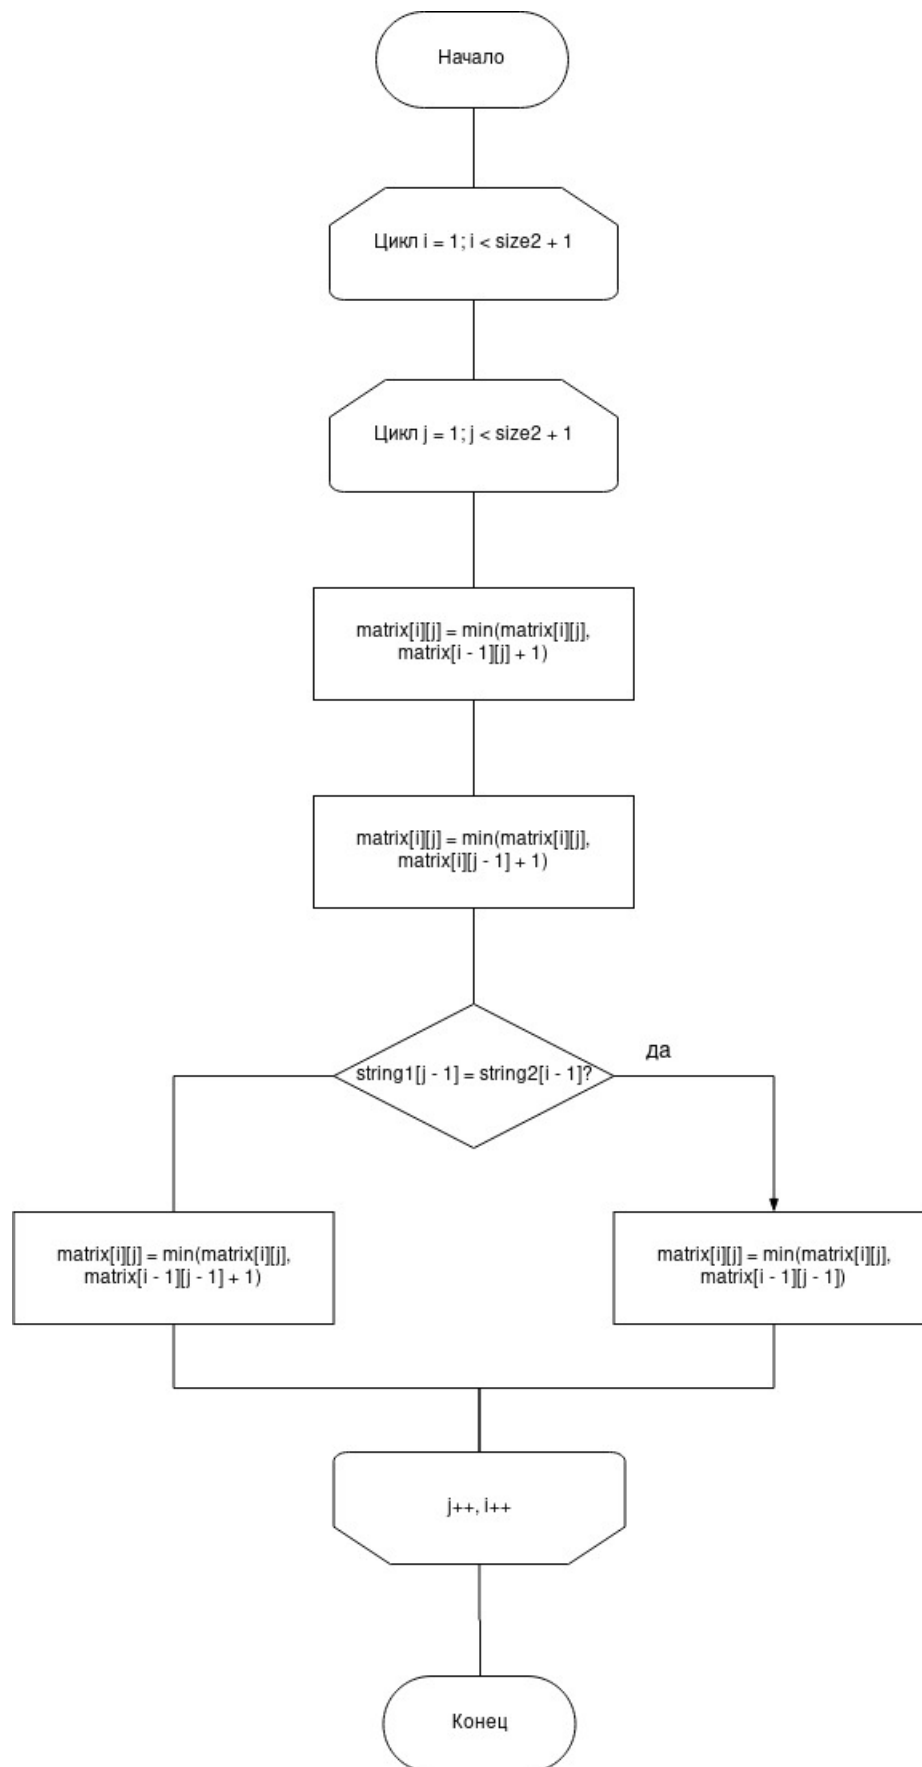 Начало
Цикл i = 1; i < size2 + 1
Цикл j = 1; j < size2 + 1
matrix[i][j] = min(matrix[i][j],
matrix[i - 1][j] + 1)
matrix[i][j] = min(matrix[i][j],
matrix[i][j - 1] + 1)
string1[j - 1] = string2[i - 1]?
да
matrix[i][j] = min(matrix[i][j],
matrix[i - 1][j - 1] + 1)
matrix[i][j] = min(matrix[i][j],
matrix[i - 1][j - 1])
j++, i++
Конец